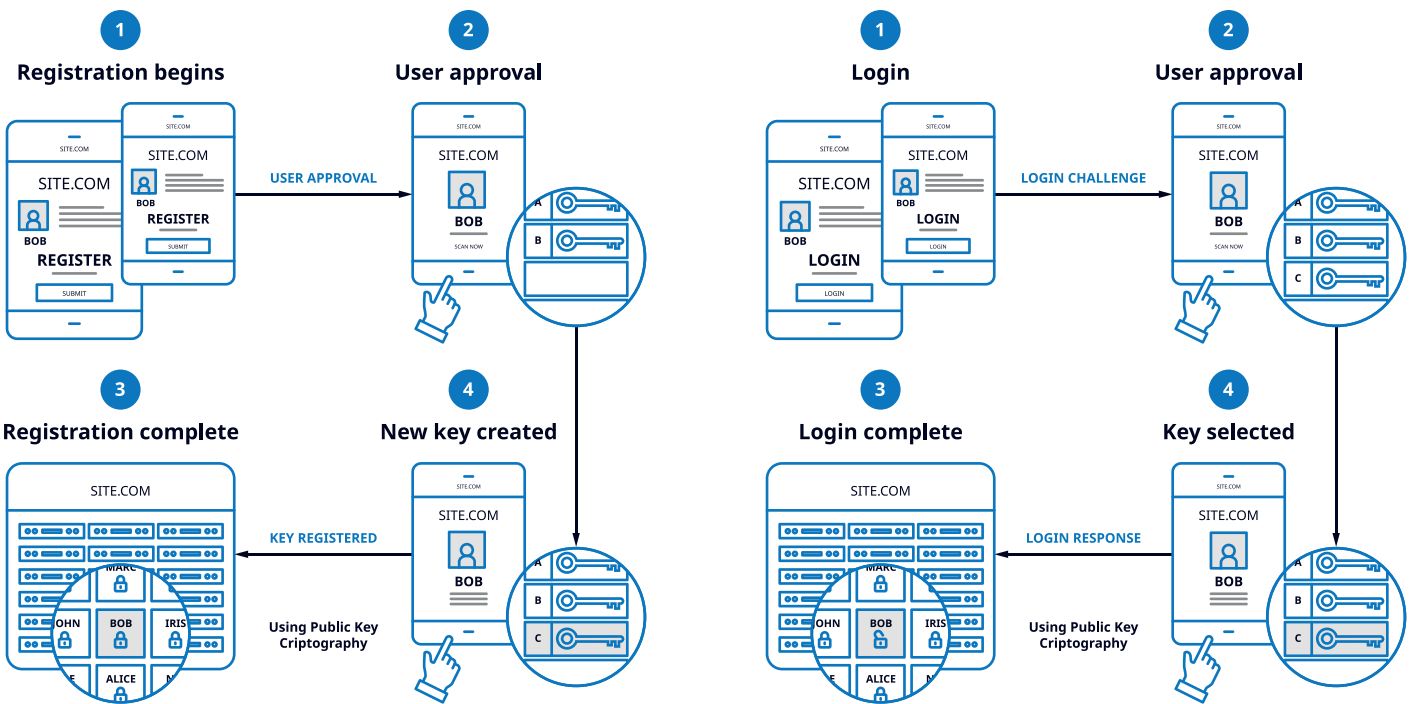 1
Registration begins
SITE.COM
SITE.COM
BOB
REGISTER
SUBMIT
SITE.COM
SITE.COM
BOB
REGISTER
SUBMIT
USER APPROVAL
2
User approval
SITE.COM
SITE.COM
BOB
SCAN NOW
A
B
3
Registration complete
SITE.COM
MARC
OHN
BOB
IRIS
E
ALICE
N
KEY REGISTERED
Using Public Key
Criptography
4
New key created
SITE.COM
SITE.COM
BOB
A
B
C
1
Login
SITE.COM
SITE.COM
BOB
LOGIN
LOGIN
SITE.COM
SITE.COM
BOB
LOGIN
LOGIN
LOGIN CHALLENGE
2
User approval
SITE.COM
SITE.COM
BOB
SCAN NOW
A
B
C
3
Login complete
SITE.COM
MARC
OHN
BOB
IRIS
E
ALICE
N
LOGIN RESPONSE
Using Public Key
Criptography
4
Key selected
SITE.COM
SITE.COM
BOB
A
B
C